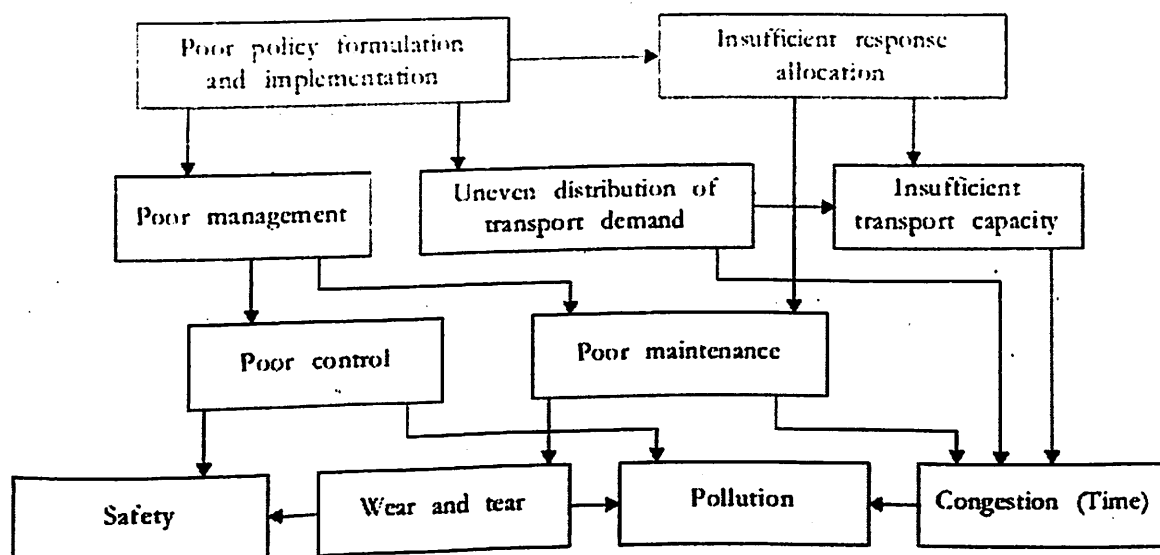 Poor policy formulation
and implementation
Insufficient response
allocation
Poor management
Uneven distribution of
transport demand
Insufficient
transport capacity
Poor control
Poor maintenance
Safety
Wear and tear
Pollution
Congestion (Time)